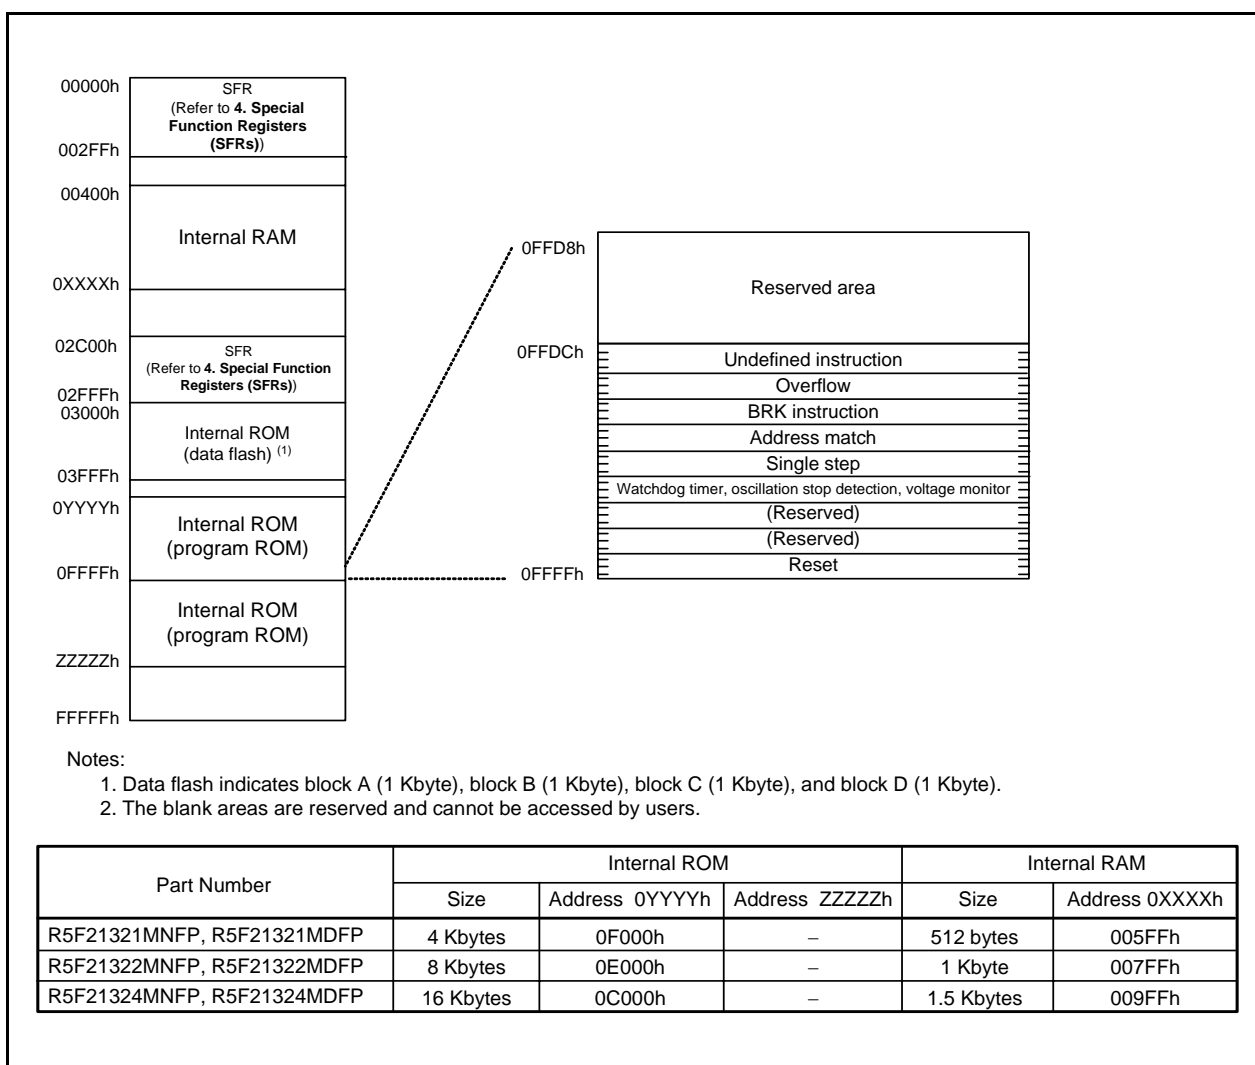 00000h
SFR
(Refer to 4. Special
Function Registers
(SFRs))
002FFh
00400h
Internal RAM
0XXXXh
02C00h
SFR
(Refer to 4. Special Function
Registers (SFRs))
02FFFh
03000h
Internal ROM
(data flash) (1)
03FFFh
0YYYYh
Internal ROM
(program ROM)
0FFFFh
Internal ROM
(program ROM)
ZZZZZh
FFFFFh
0FFD8h
Reserved area
0FFDCh
Undefined instruction
Overflow
BRK instruction
Address match
Single step
Watchdog timer, oscillation stop detection, voltage monitor
(Reserved)
(Reserved)
Reset
0FFFFh
Notes:
1. Data flash indicates block A (1 Kbyte), block B (1 Kbyte), block C (1 Kbyte), and block D (1 Kbyte).
2. The blank areas are reserved and cannot be accessed by users.
Part Number Internal ROM Internal RAM
Size Address 0YYYYh Address ZZZZZh Size Address 0XXXXh
R5F21321MNFP, R5F21321MDFP 4 Kbytes 0F000h – 512 bytes 005FFh
R5F21322MNFP, R5F21322MDFP 8 Kbytes 0E000h – 1 Kbyte 007FFh
R5F21324MNFP, R5F21324MDFP 16 Kbytes 0C000h – 1.5 Kbytes 009FFh